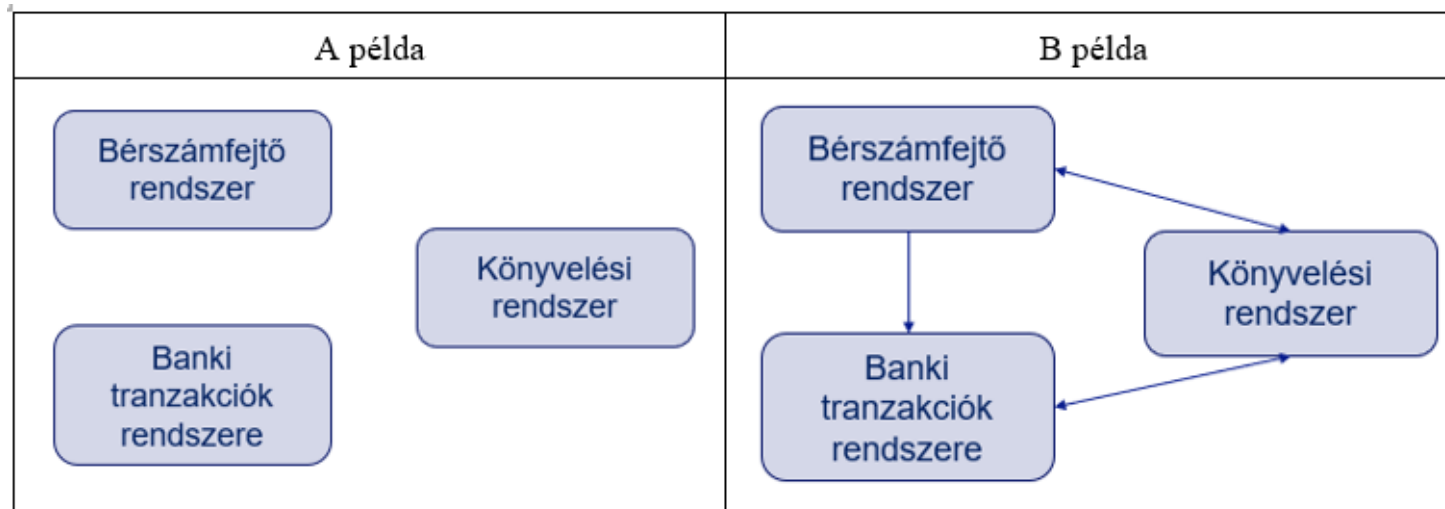 A példa
B példa
Bérszámfejtő
rendszer
Könyvelési
rendszer
Banki
tranzakciók
rendszere
Bérszámfejtő
rendszer
Könyvelési
rendszer
Banki
tranzakciók
rendszere